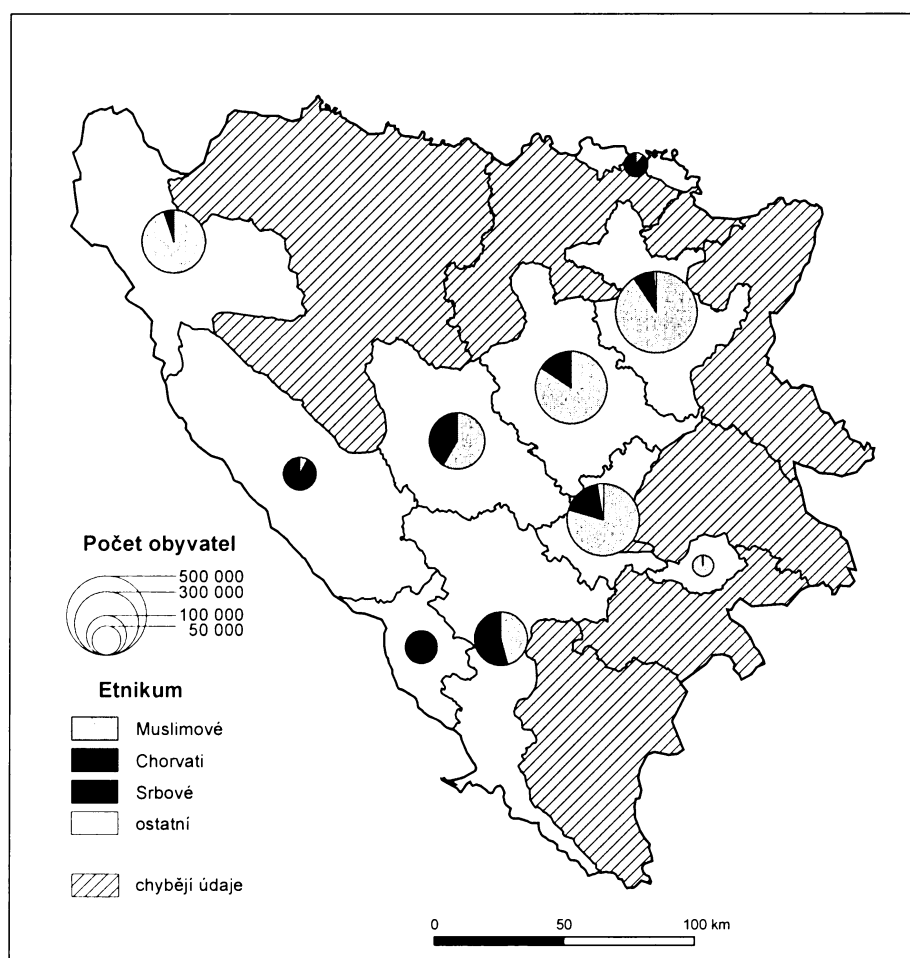 Počet obyvatel
500 000
300 000
100 000
50 000
Etnikum
Muslimové
Chorvati
Srbové
ostatní
chybějí údaje
0 50 100 km